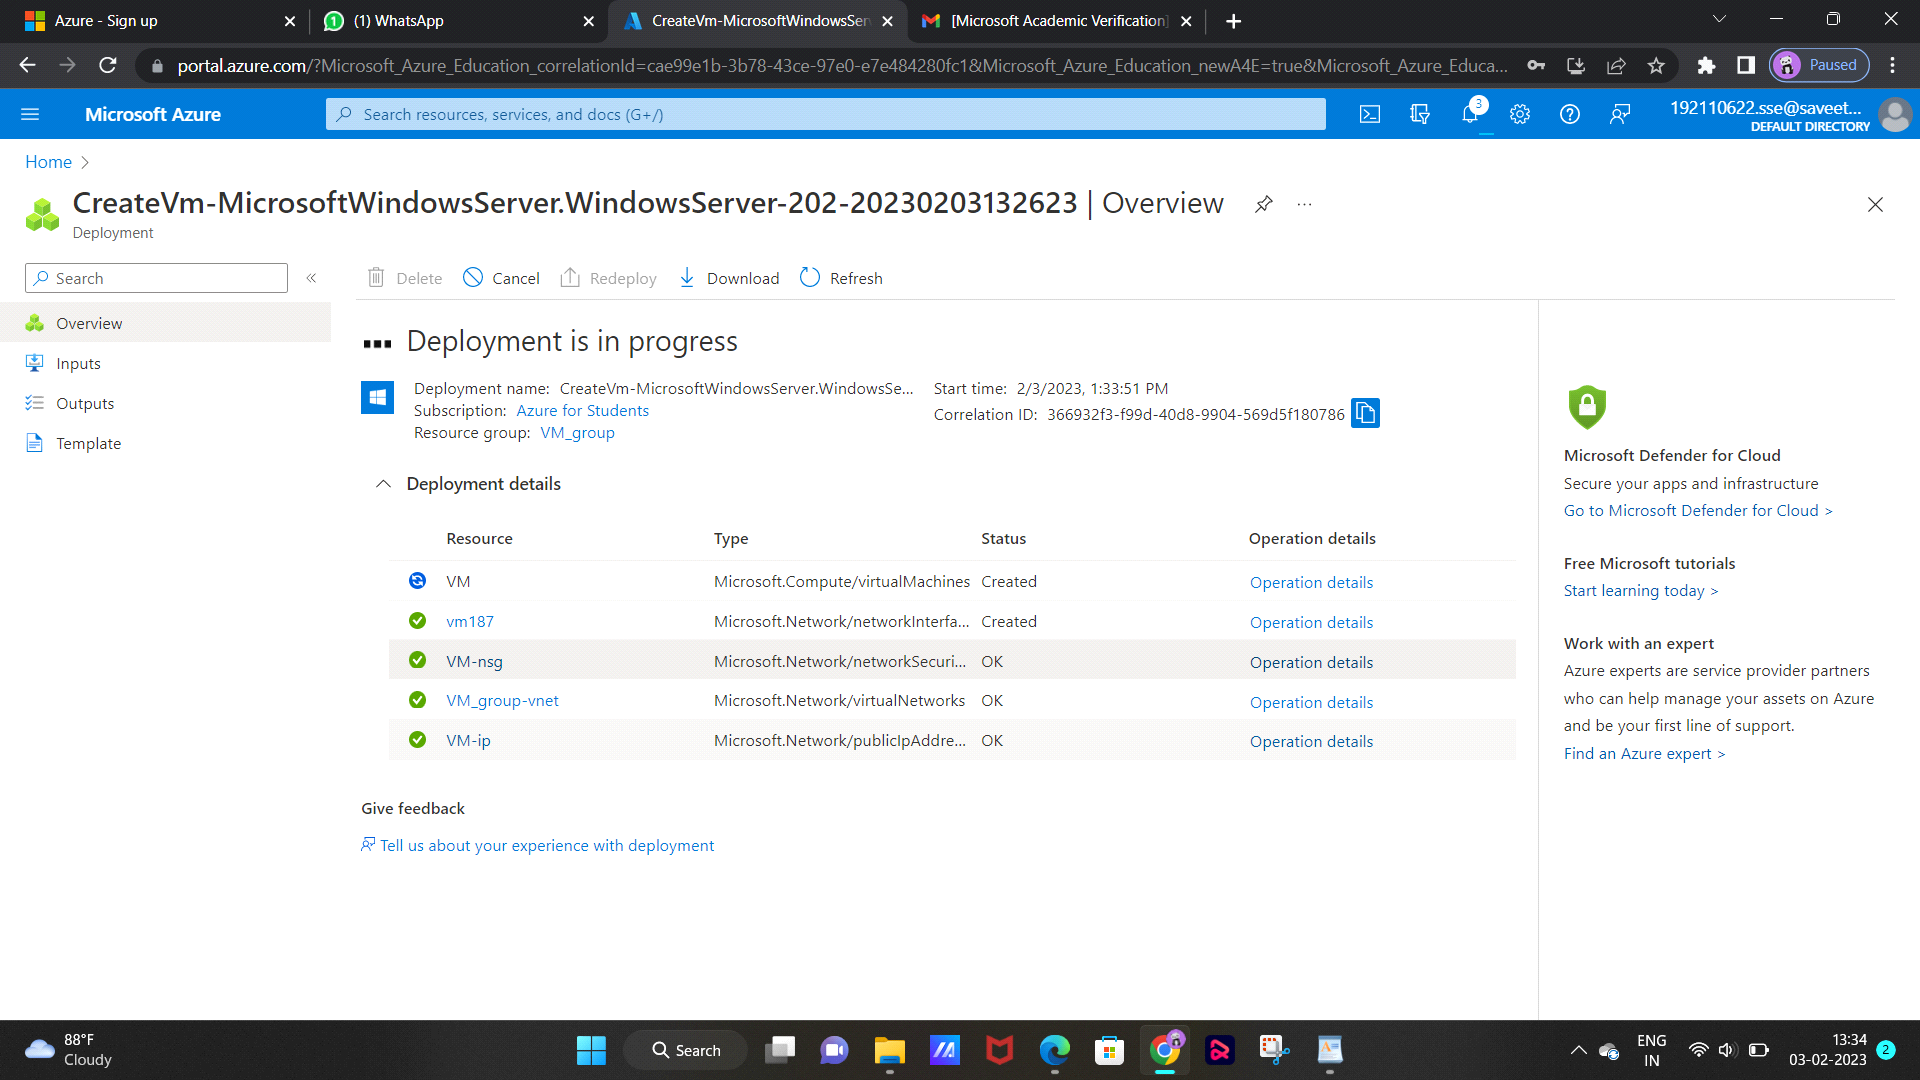 Azure - Sign up
(1) WhatsApp
CreateVm-MicrosoftWindowsSer
[Microsoft Academic Verification]
portal.azure.com/?Microsoft_Azure_Education_correlationId=cae99e1b-3b78-43ce-97e0-e7e484280fc1&Microsoft_Azure_Education_newA4E=true&Microsoft_Azure_Educa...
Paused
Microsoft Azure
Search resources, services, and docs (G+/)
3
192110622.sse@saveet...
DEFAULT DIRECTORY
Home
CreateVm-MicrosoftWindowsServer.WindowsServer-202-20230203132623 | Overview
Deployment
Search
Overview
Inputs
Outputs
Template
Delete
Cancel
Redeploy
Download
Refresh
Deployment is in progress
Deployment name: CreateVm-MicrosoftWindowsServer.WindowsSe...
Subscription: Azure for Students
Resource group: VM_group
Start time: 2/3/2023, 1:33:51 PM
Correlation ID: 366932f3-f99d-40d8-9904-569d5f180786
Deployment details
Resource Type Status Operation details
VM Microsoft.Compute/virtualMachines Created Operation details
vm187 Microsoft.Network/networkInterfa... Created Operation details
VM-nsg Microsoft.Network/networkSecuri... OK Operation details
VM_group-vnet Microsoft.Network/virtualNetworks OK Operation details
VM-ip Microsoft.Network/publicIpAddre... OK Operation details
Give feedback
Tell us about your experience with deployment
Microsoft Defender for Cloud
Secure your apps and infrastructure
Go to Microsoft Defender for Cloud >
Free Microsoft tutorials
Start learning today >
Work with an expert
Azure experts are service provider partners
who can help manage your assets on Azure
and be your first line of support.
Find an Azure expert >
88°F
Cloudy
Search
ENG
IN
13:34
03-02-2023
2